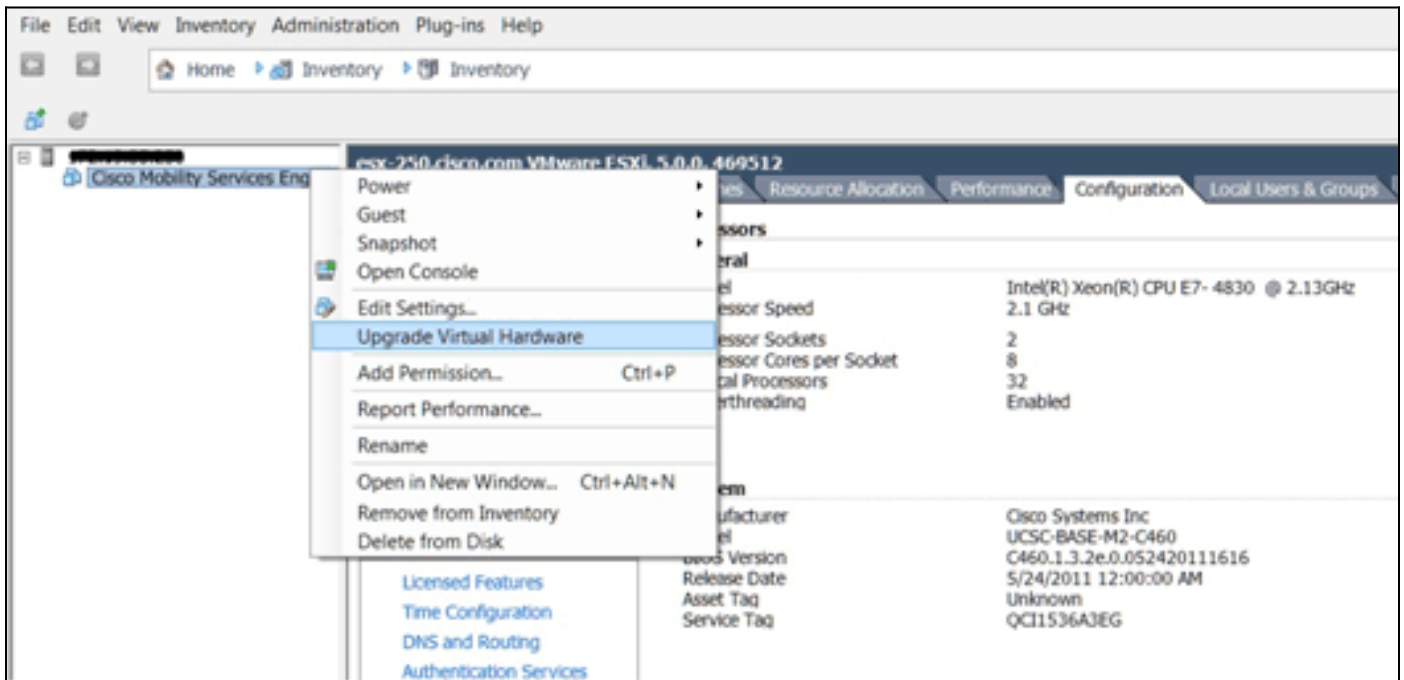 File Edit View Inventory Administration Plug-ins Help
Home Inventory Inventory
esx-250.cisco.com VMware ESXi, 5.0.0, 469512
Cisco Mobility Services Eng
Resource Allocation Performance Configuration Local Users & Groups
Power
Guest
Snapshot
Open Console
Edit Settings...
Upgrade Virtual Hardware
Add Permission... Ctrl+P
Report Performance...
Rename
Open in New Window... Ctrl+Alt+N
Remove from Inventory
Delete from Disk
Licensed Features
Time Configuration
DNS and Routing
Authentication Services
ssors
eral
el Intel(R) Xeon(R) CPU E7- 4830 @ 2.13GHz
essor Speed 2.1 GHz
essor Sockets 2
essor Cores per Socket 8
cal Processors 32
erthreading Enabled
em
ufacturer Cisco Systems Inc
el UCSC-BASE-M2-C460
BIOS Version C460.1.3.2e.0.052420111616
Release Date 5/24/2011 12:00:00 AM
Asset Tag Unknown
Service Tag QCI1536A3EG